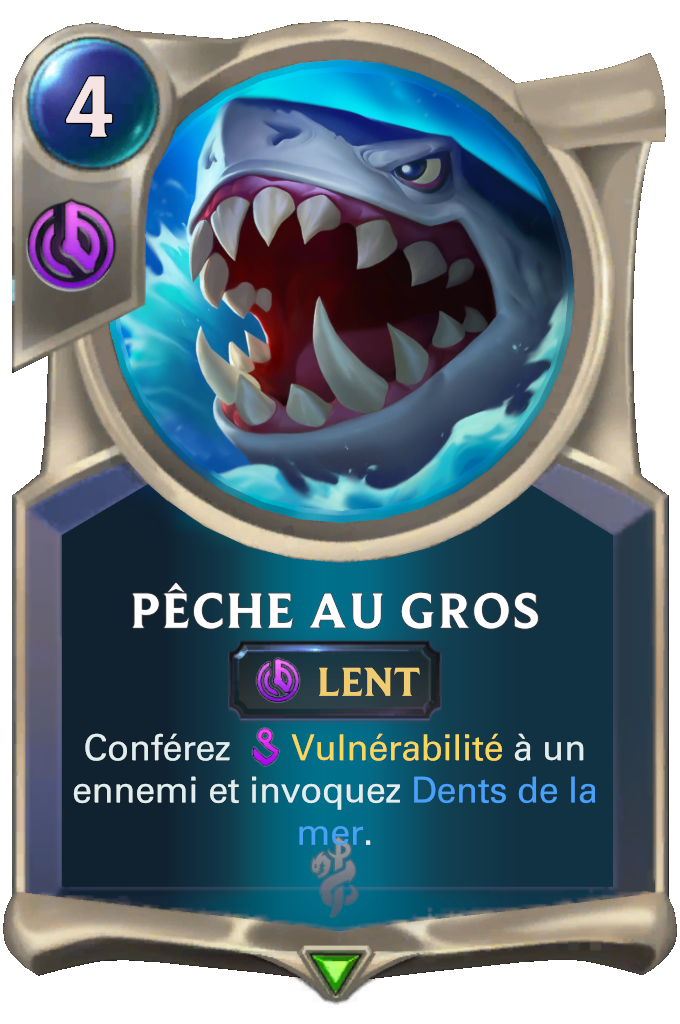 4
PÊCHE AU GROS
LENT
Conférez Vulnérabilité à un
ennemi et invoquez Dents de la
mer.